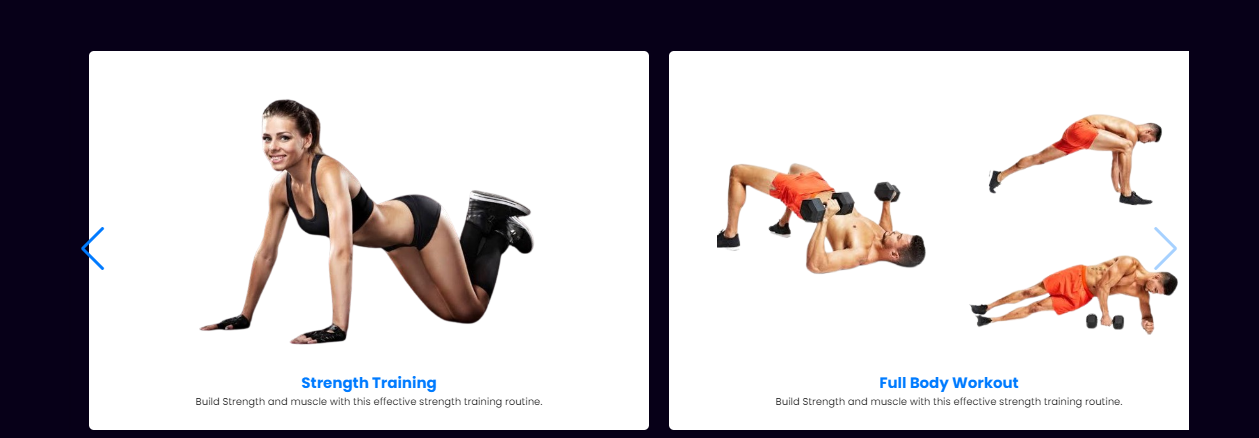 Strength Training
Build Strength and muscle with this effective strength training routine.
Full Body Workout
Build Strength and muscle with this effective strength training routine.